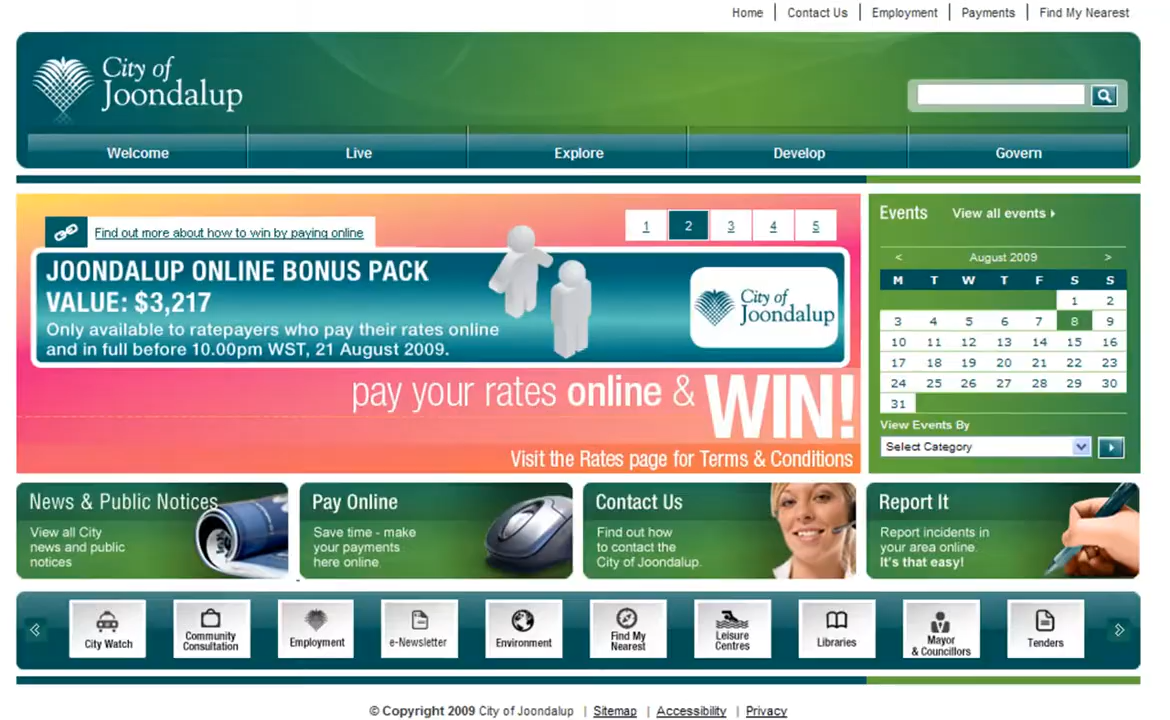 Home | Contact Us | Employment | Payments | Find My Nearest
City of
Joondalup
Welcome Live Explore Develop Govern
Find out more about how to win by paying online
1 2 3 4 5
JOONDALUP ONLINE BONUS PACK
VALUE: $3,217
Only available to ratepayers who pay their rates online
and in full before 10.00pm WST, 21 August 2009.
City of
Joondalup
pay your rates online & WIN!
Visit the Rates page for Terms & Conditions
Events View all events
< August 2009 >
M T W T F S S
1 2
3 4 5 6 7 8 9
10 11 12 13 14 15 16
17 18 19 20 21 22 23
24 25 26 27 28 29 30
31
View Events By
Select Category
News & Public Notices
View all City
news and public
notices
Pay Online
Save time - make
your payments
here online.
Contact Us
Find out how
to contact the
City of Joondalup.
Report It
Report incidents in
your area online.
It's that easy!
City Watch
Community
Consultation
Employment
e-Newsletter
Environment
Find My
Nearest
Leisure
Centres
Libraries
Mayor
& Councillors
Tenders
© Copyright 2009 City of Joondalup | Sitemap | Accessibility | Privacy